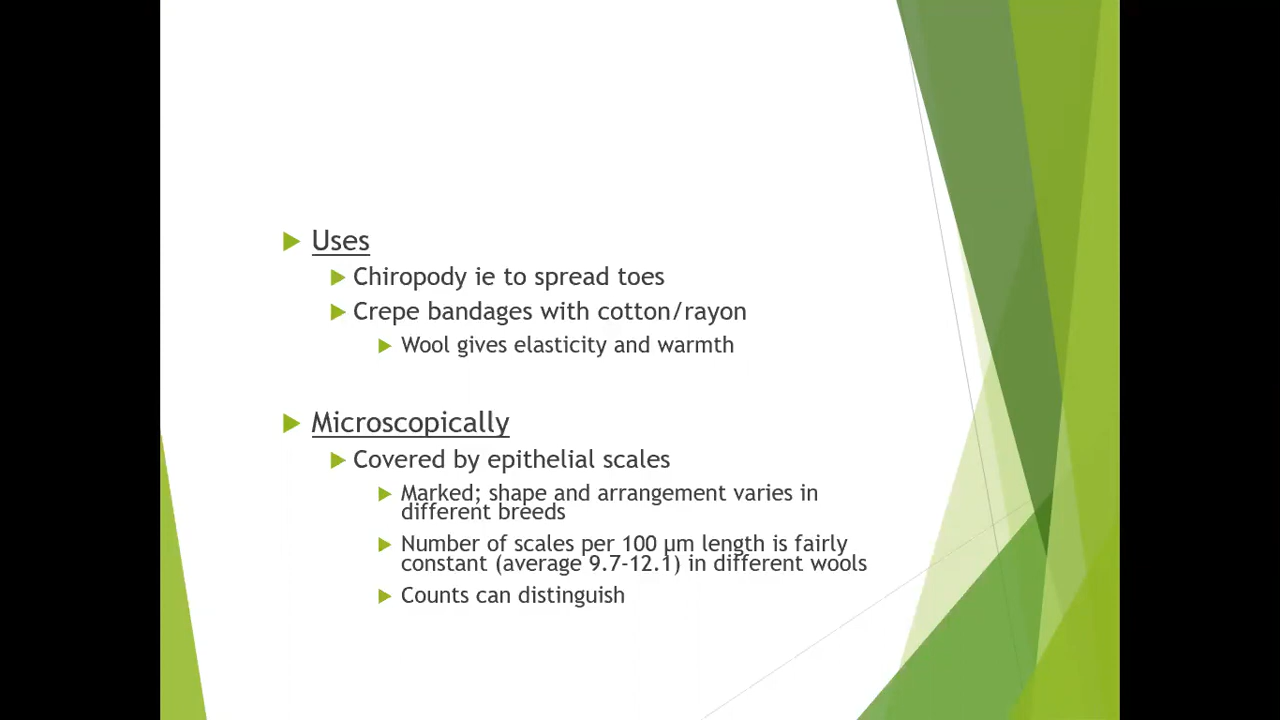 Uses
Chiropody ie to spread toes
Crepe bandages with cotton/rayon
Wool gives elasticity and warmth
Microscopically
Covered by epithelial scales
Marked; shape and arrangement varies in
different breeds
Number of scales per 100 µm length is fairly
constant (average 9.7-12.1) in different wools
Counts can distinguish